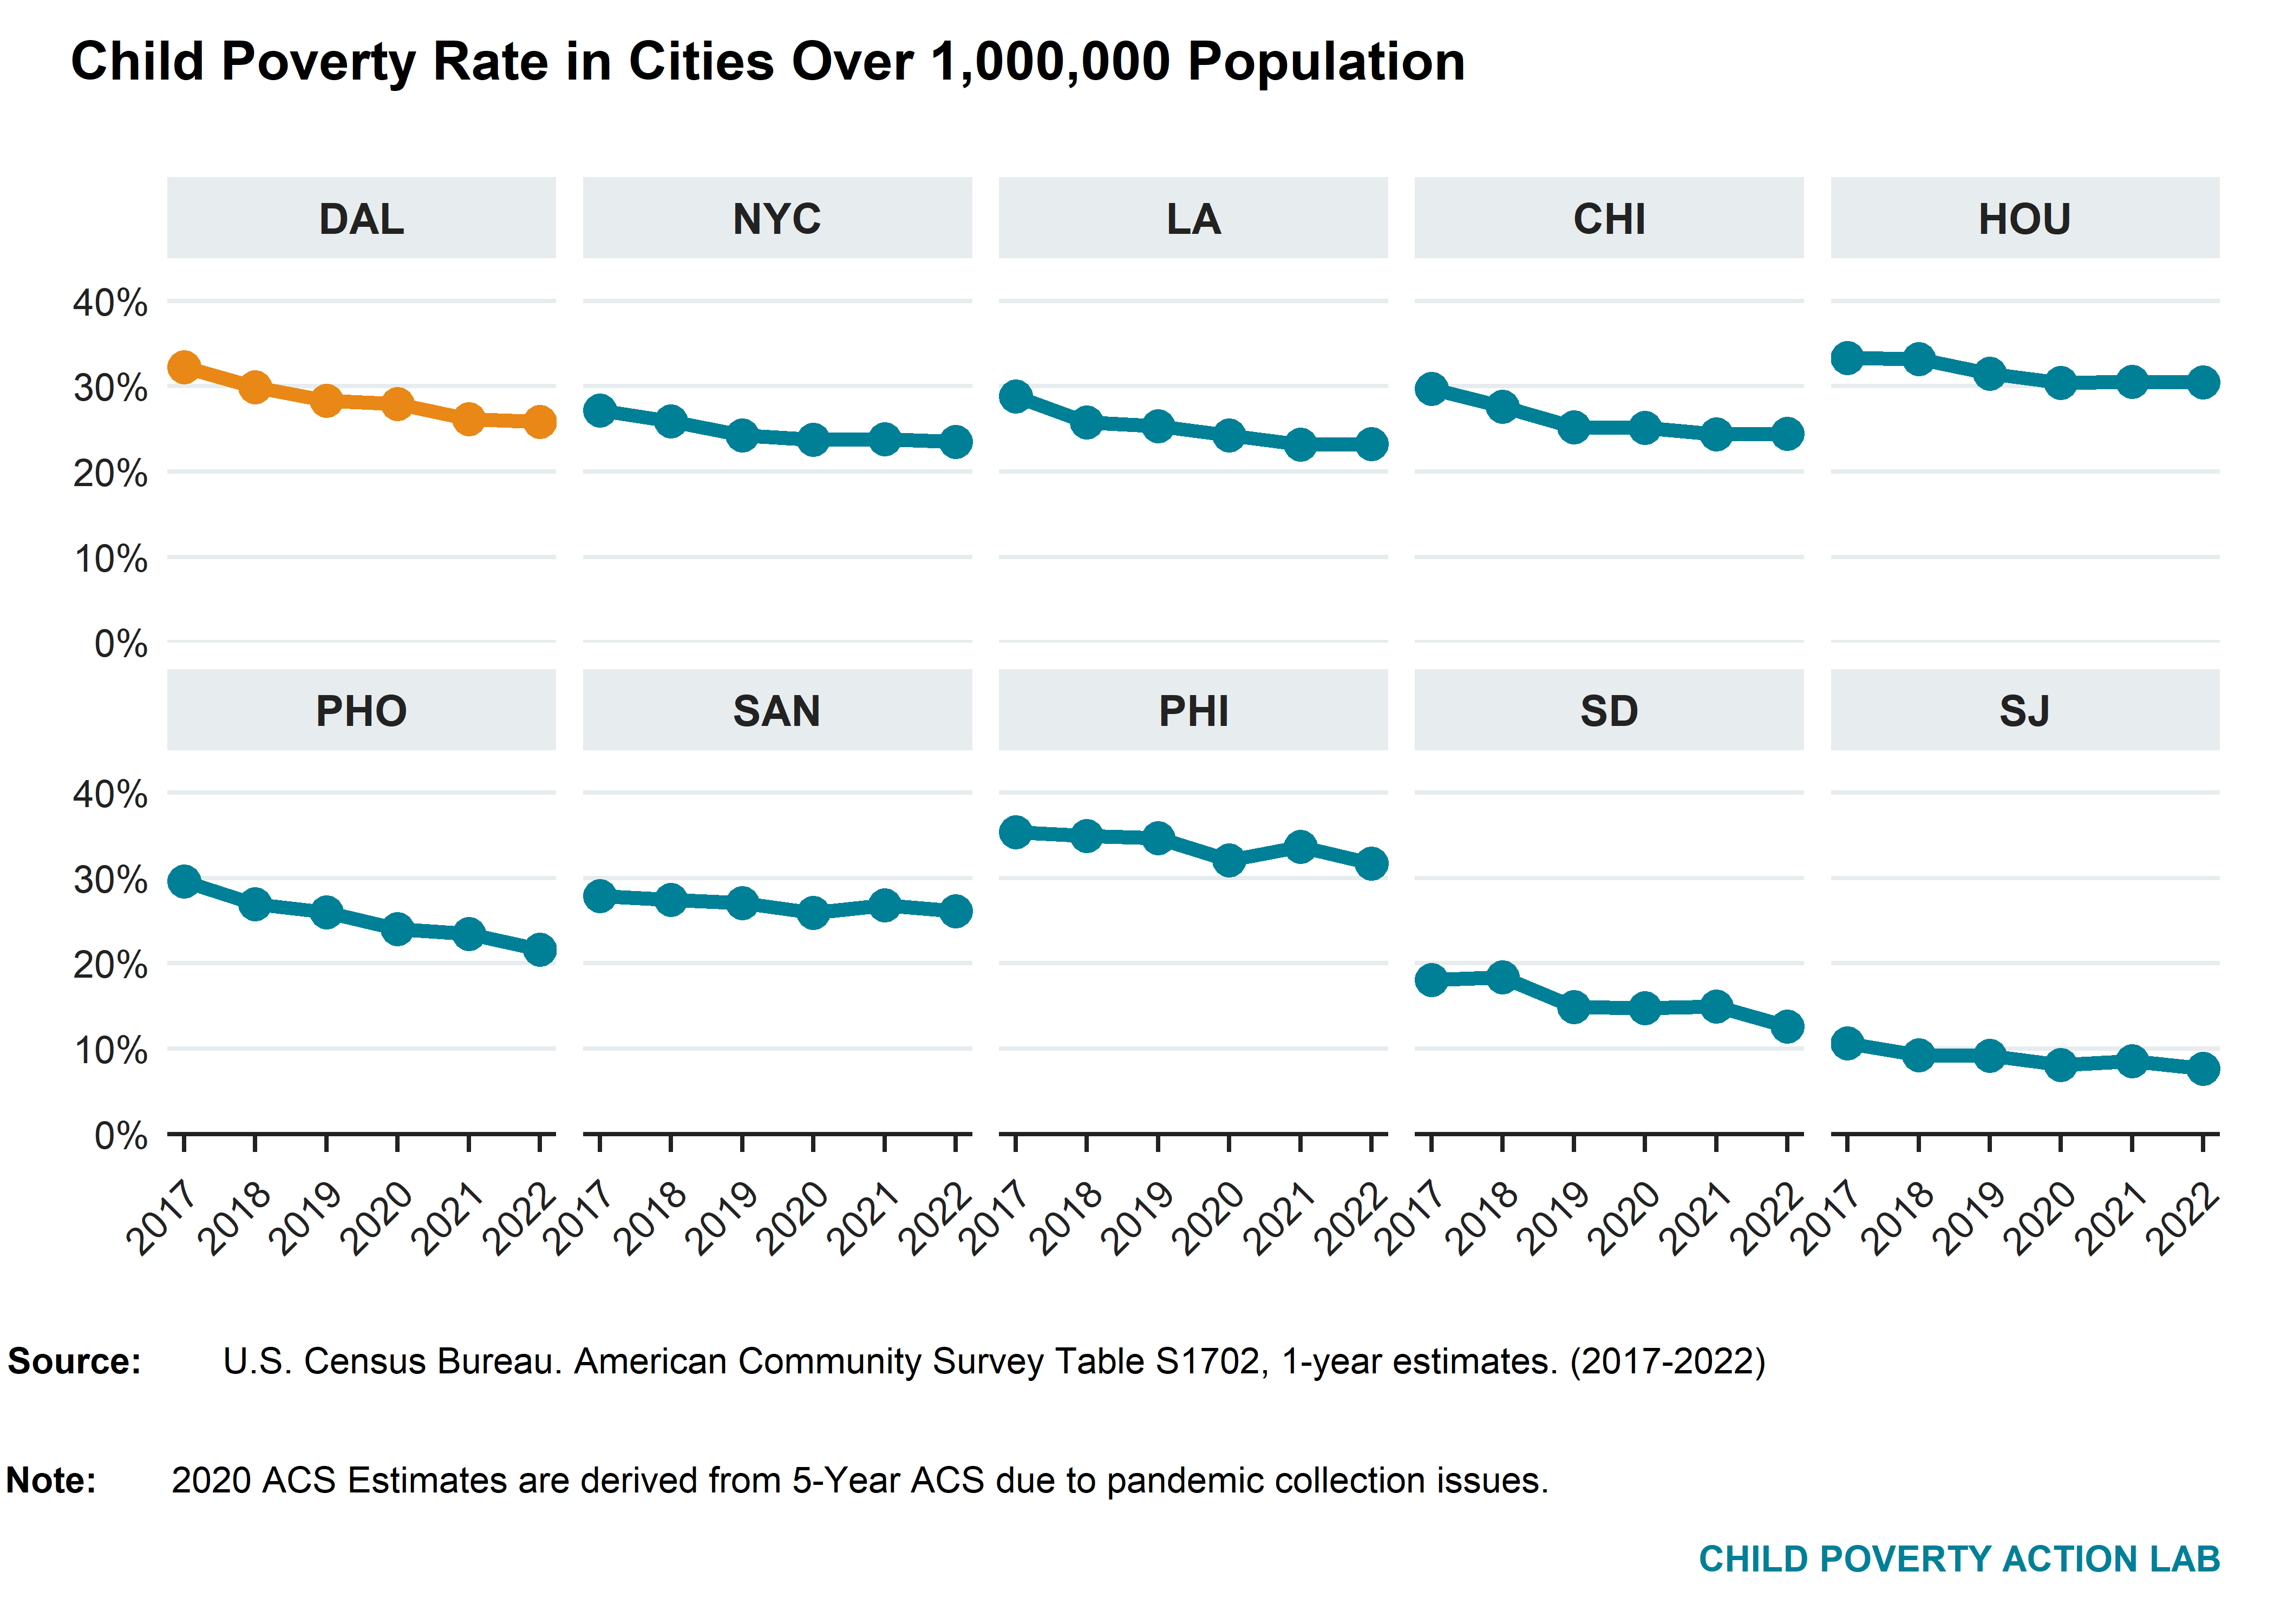 Child Poverty Rate in Cities Over 1,000,000 Population
DAL NYC LA CHI HOU
40%
30%
20%
10%
0%
PHO SAN PHI SD SJ
40%
30%
20%
10%
0%
2017 2018 2019 2020 2021 2022 2017 2018 2019 2020 2021 2022 2017 2018 2019 2020 2021 2022 2017 2018 2019 2020 2021 2022 2017 2018 2019 2020 2021 2022
Source: U.S. Census Bureau. American Community Survey Table S1702, 1-year estimates. (2017-2022)
Note: 2020 ACS Estimates are derived from 5-Year ACS due to pandemic collection issues.
CHILD POVERTY ACTION LAB